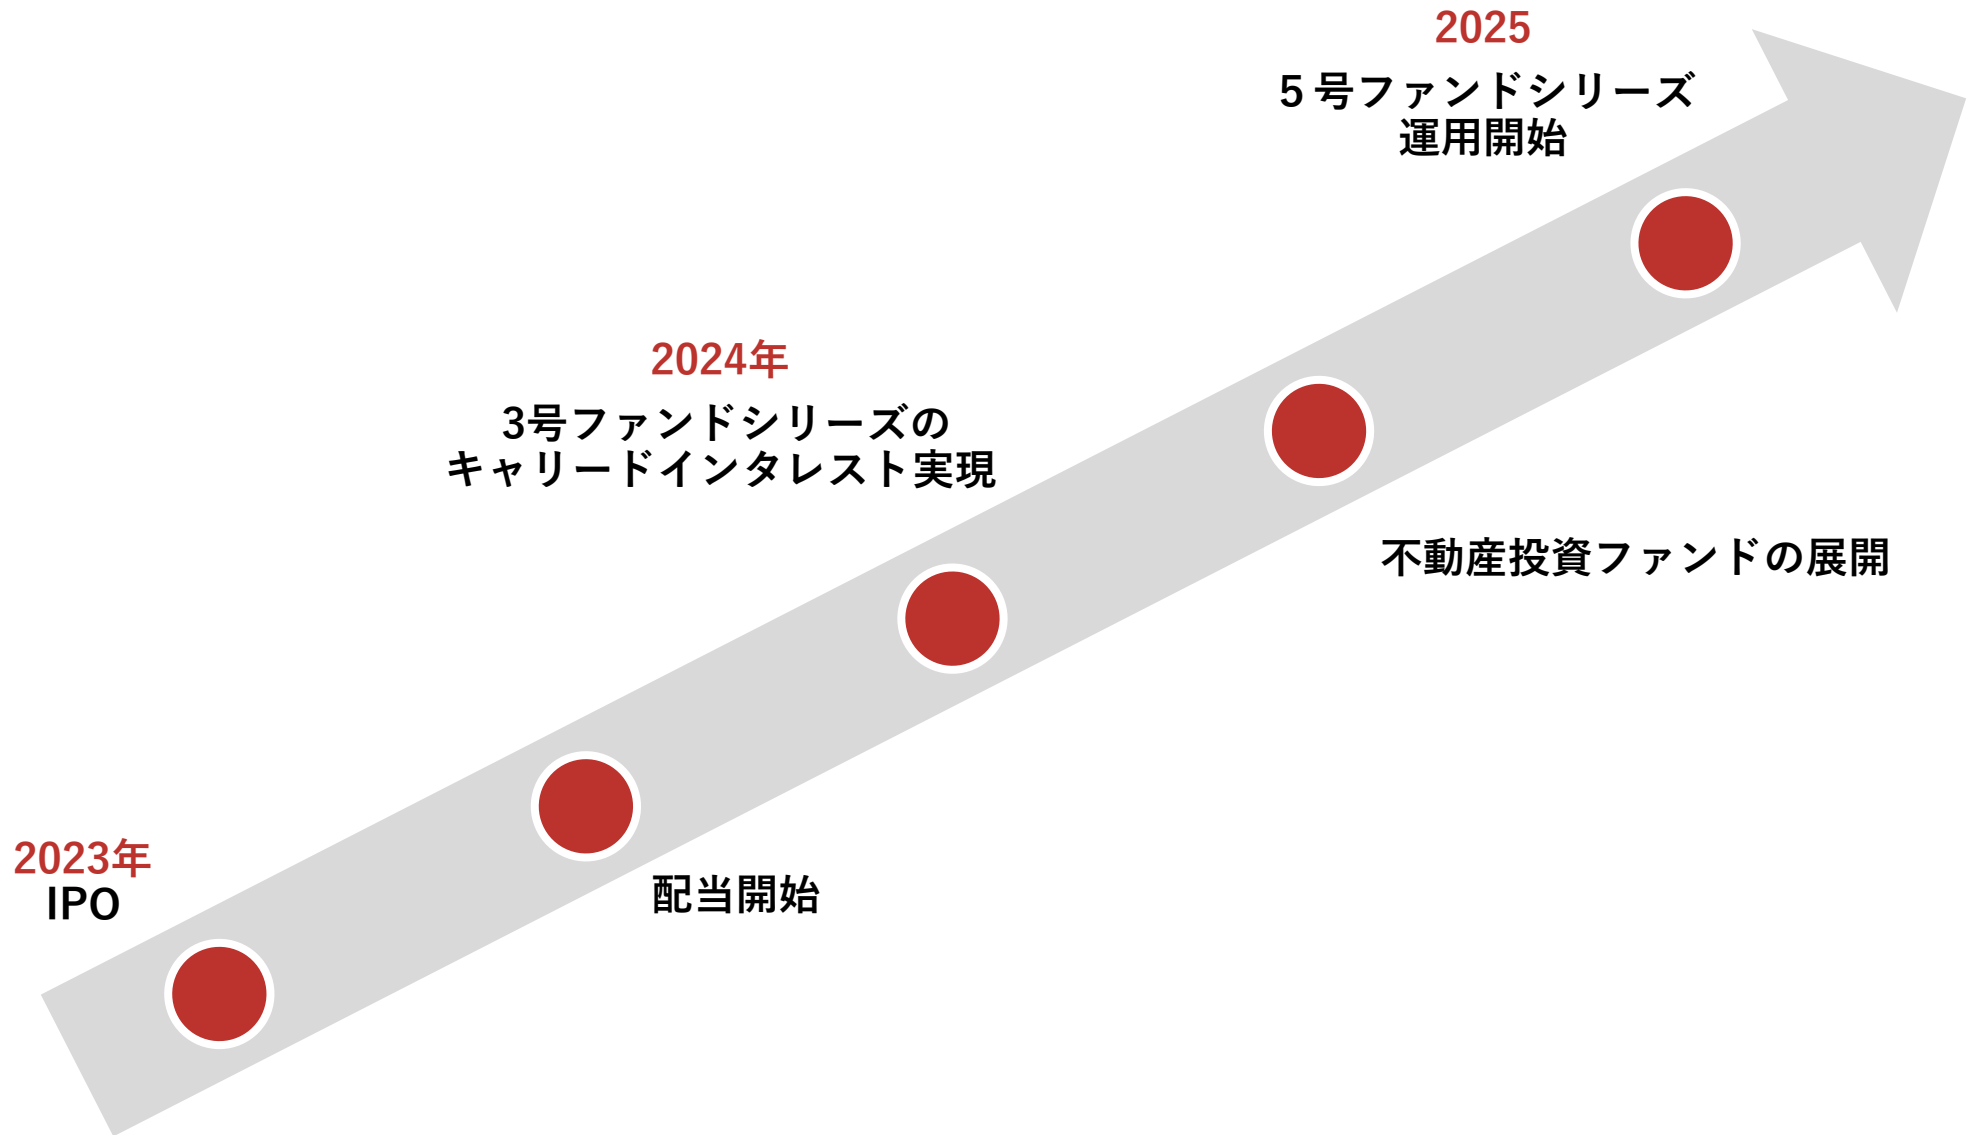 2025
5号ファンドシリーズ
運用開始
2024年
3号ファンドシリーズの
キャリードインタレスト実現
不動産投資ファンドの展開
2023年
IPO
配当開始